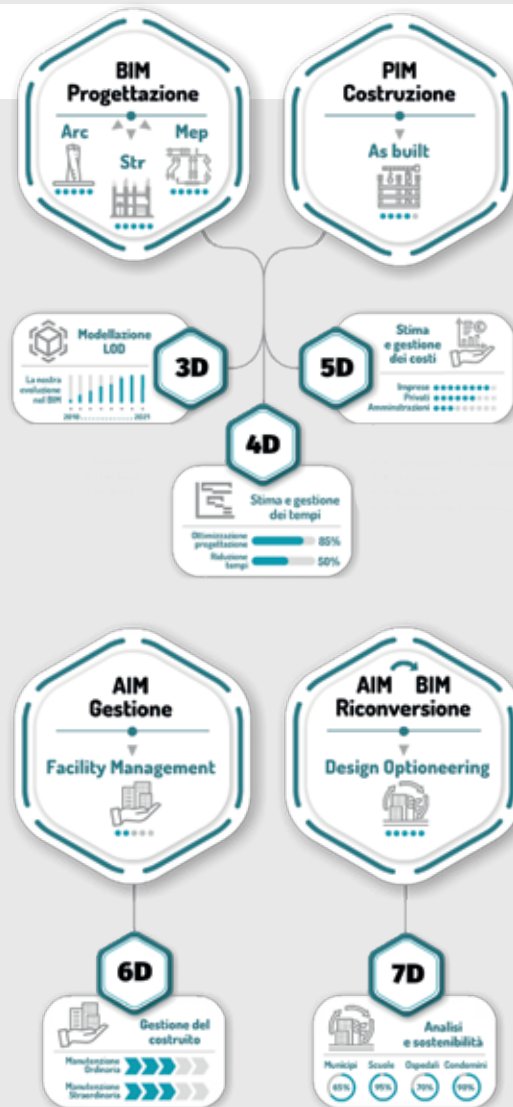 BIM
Progettazione
Arc
Mep
Str
PIM
Costruzione
As built
Modellazione
LOD
La nostra
evoluzione
nel BIM
2010
2021
3D
5D
Stima
e gestione
dei costi
Imprese
Privati
Amministrazioni
4D
Stima e gestione
dei tempi
Ottimizzazione
progettazione
85%
Riduzione
tempi
50%
AIM
Gestione
Facility Management
AIM BIM
Riconversione
Design Optioneering
6D
Gestione del
costruito
Manutenzione
Ordinaria
Manutenzione
Straordinaria
7D
Analisi
e sostenibilità
Municipi Scuole Ospedali Condomini
65% 95% 70% 90%